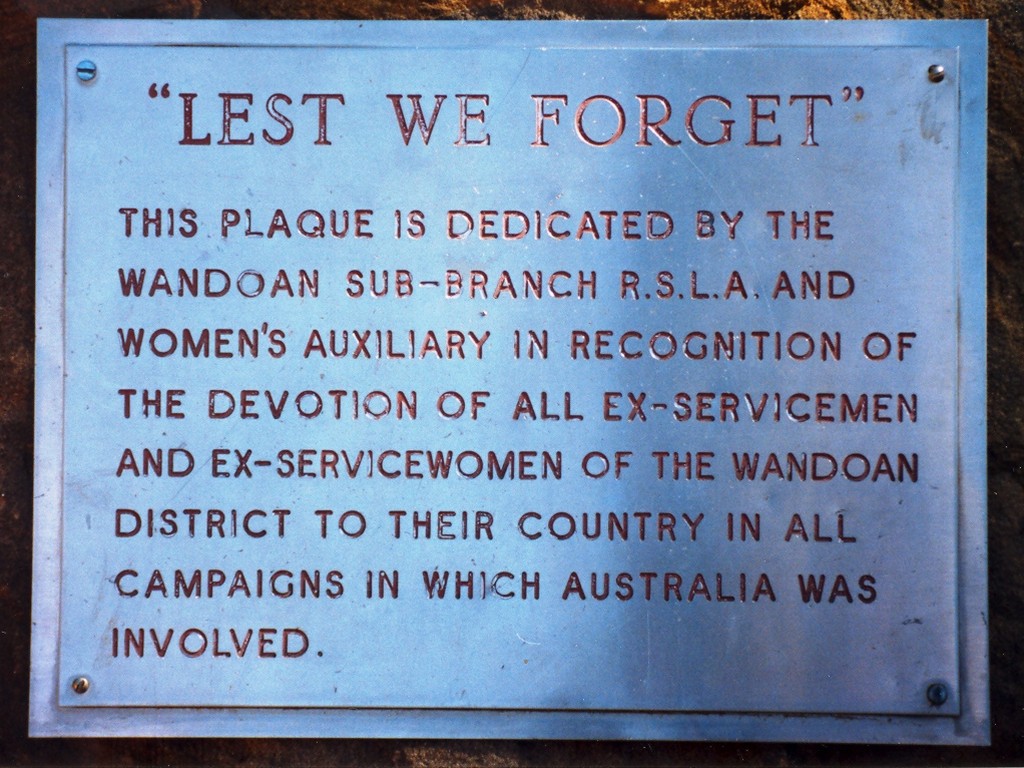 “LEST WE FORGET”
THIS PLAQUE IS DEDICATED BY THE
WANDOAN SUB-BRANCH R.S.L.A. AND
WOMEN'S AUXILIARY IN RECOGNITION OF
THE DEVOTION OF ALL EX-SERVICEMEN
AND EX-SERVICEWOMEN OF THE WANDOAN
DISTRICT TO THEIR COUNTRY IN ALL
CAMPAIGNS IN WHICH AUSTRALIA WAS
INVOLVED.